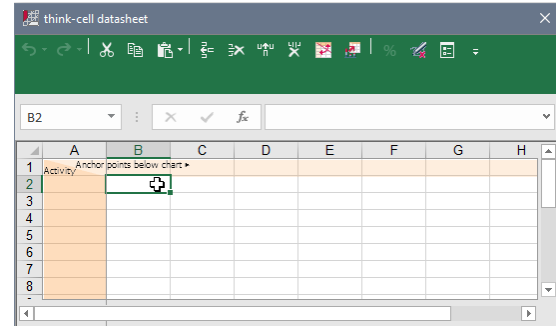 think-cell datasheet
%
B2
fx
A B C D E F G H
1 Activity Anchor points below chart ▸
2
3
4
5
6
7
8